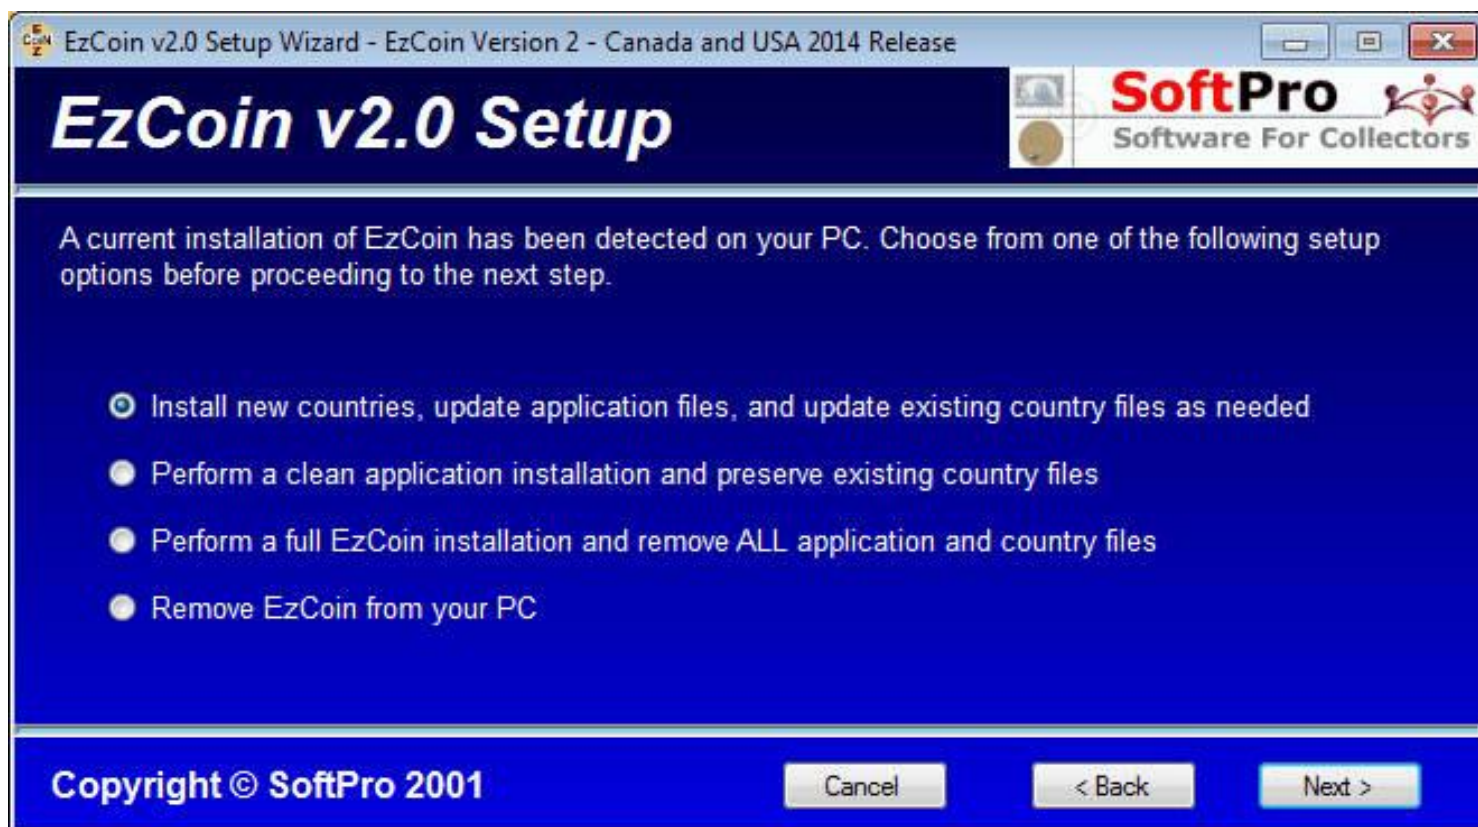 EzCoin v2.0 Setup Wizard - EzCoin Version 2 - Canada and USA 2014 Release
EzCoin v2.0 Setup
SoftPro
Software For Collectors
A current installation of EzCoin has been detected on your PC. Choose from one of the following setup
options before proceeding to the next step.
Install new countries, update application files, and update existing country files as needed
Perform a clean application installation and preserve existing country files
Perform a full EzCoin installation and remove ALL application and country files
Remove EzCoin from your PC
Copyright © SoftPro 2001
Cancel
< Back
Next >